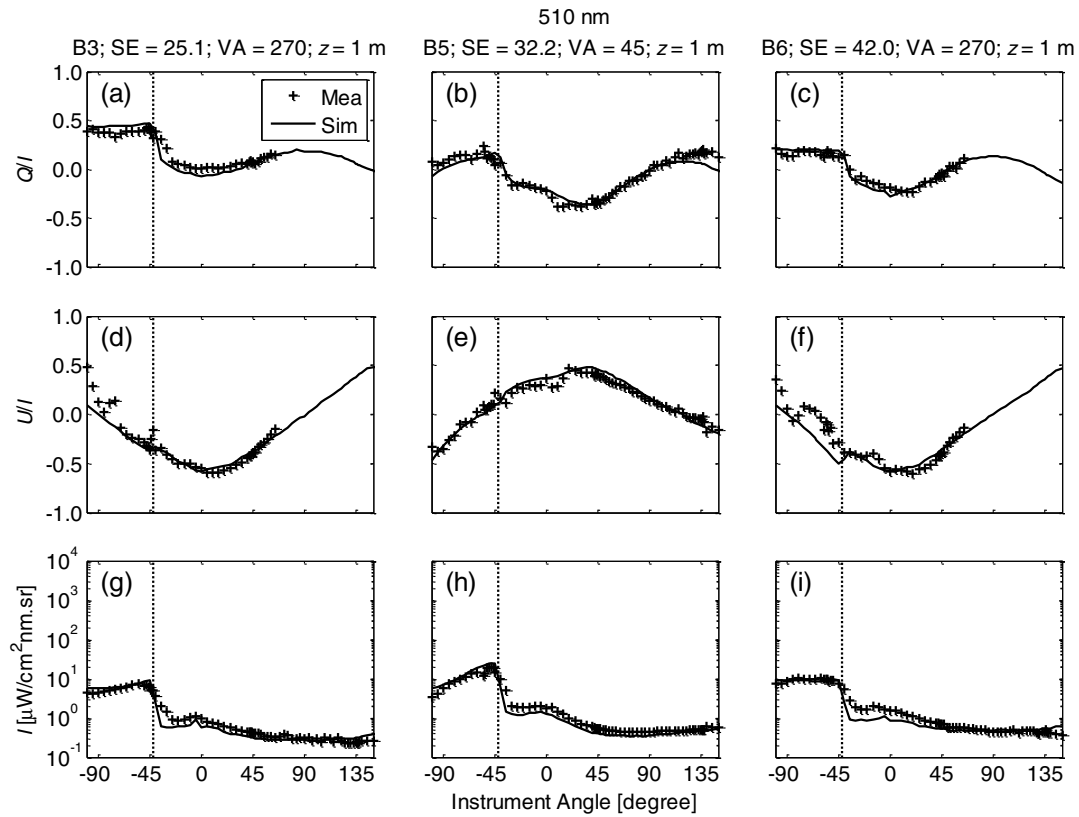 510 nm
B3; SE = 25.1; VA = 270; z = 1 m
B5; SE = 32.2; VA = 45; z = 1 m
B6; SE = 42.0; VA = 270; z = 1 m
1.0
0.5
0.0
-0.5
-1.0
Q/I
(a)
Mea
Sim
(b)
(c)
1.0
0.5
0.0
-0.5
-1.0
U/I
(d)
(e)
(f)
10⁴
10³
10²
10¹
10⁰
10⁻¹
I [µW/cm²nm.sr]
(g)
(h)
(i)
-90 -45 0 45 90 135
-90 -45 0 45 90 135
-90 -45 0 45 90 135
Instrument Angle [degree]